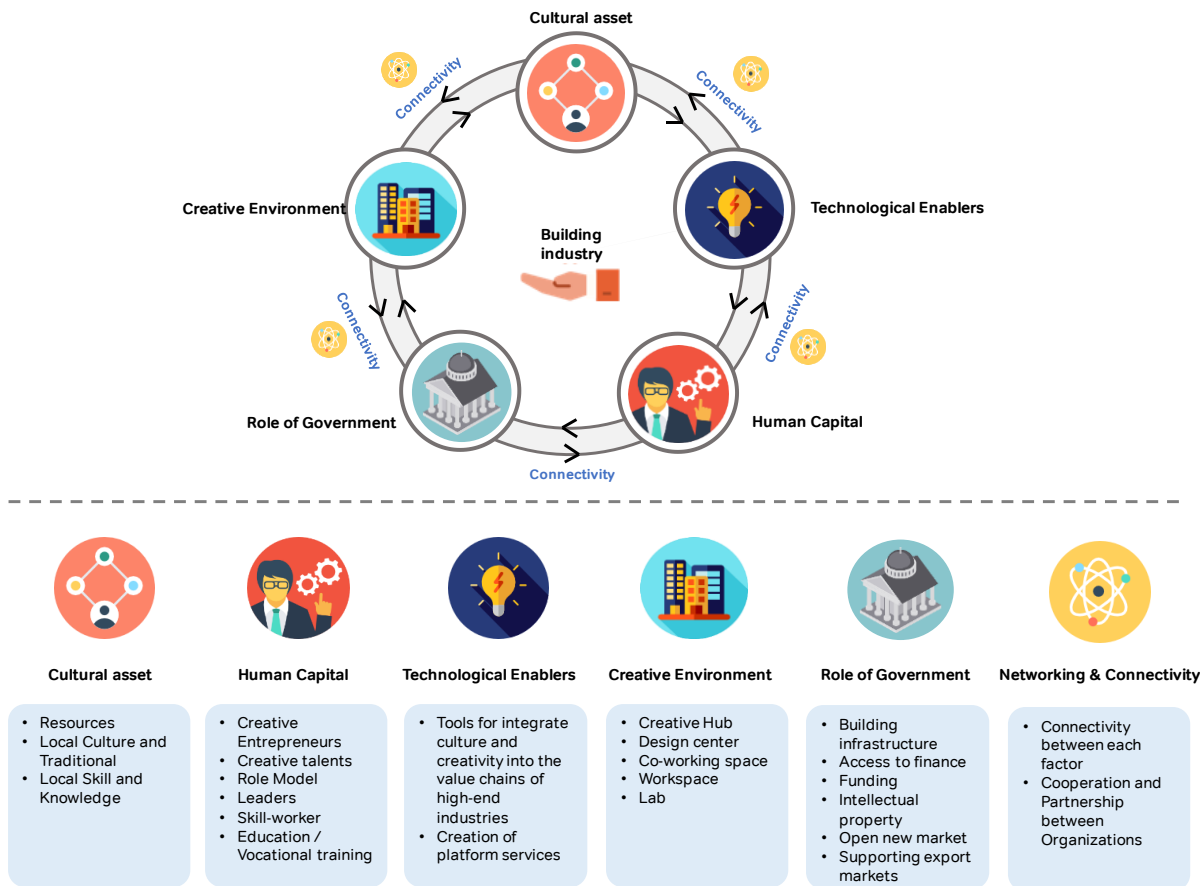 Cultural asset
Connectivity
Connectivity
Creative Environment
Technological Enablers
Building
industry
Connectivity
Connectivity
Role of Government
Human Capital
Connectivity
Cultural asset
Human Capital
Technological Enablers
Creative Environment
Role of Government
Networking & Connectivity
• Resources
• Local Culture and
Traditional
• Local Skill and
Knowledge
• Creative
Entrepreneurs
• Creative talents
• Role Model
• Leaders
• Skill-worker
• Education /
Vocational training
• Tools for integrate
culture and
creativity into the
value chains of
high-end
industries
• Creation of
platform services
• Creative Hub
• Design center
• Co-working space
• Workspace
• Lab
• Building
infrastructure
• Access to finance
• Funding
• Intellectual
property
• Open new market
• Supporting export
markets
• Connectivity
between each
factor
• Cooperation and
Partnership
between
Organizations